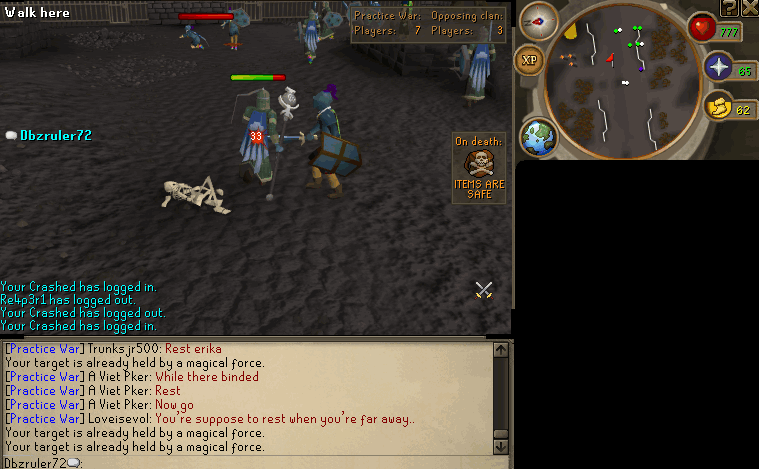 Walk here
Practice War: Opposing clan:
Players: 7 Players: 3
777
XP
65
62
33
Dbzruler72
On death:
ITEMS ARE
SAFE
Your Crashed has logged in.
Re4p3r1 has logged out.
Your Crashed has logged out.
Your Crashed has logged in.
[Practice War] Trunks jr500: Rest erika
Your target is already held by a magical force.
[Practice War] A Viet Pker: While there binded
[Practice War] A Viet Pker: Rest
[Practice War] A Viet Pker: Now go
[Practice War] Loveisevol: You're suppose to rest when you're far away..
Your target is already held by a magical force.
Your target is already held by a magical force.
Dbzruler72: